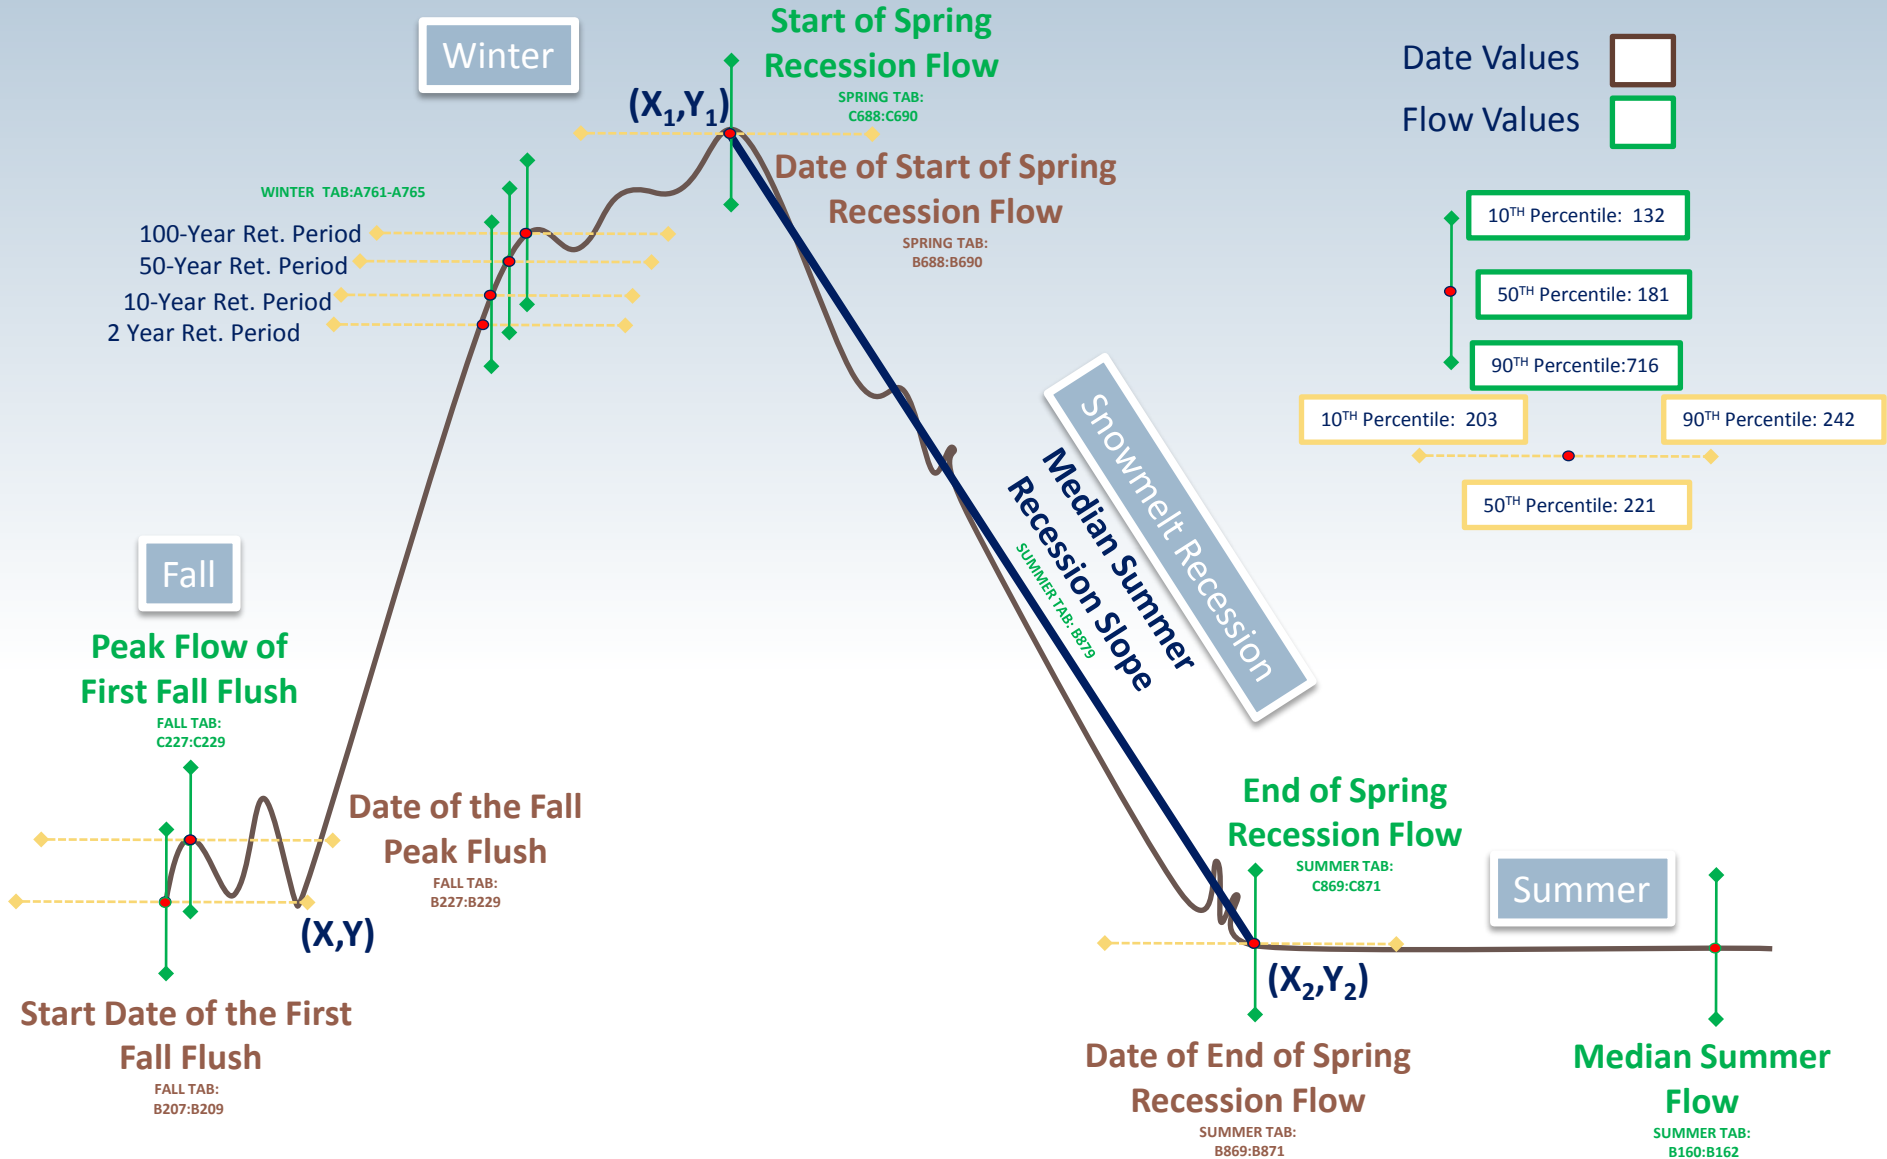 Start of Spring
Recession Flow
SPRING TAB:
C688:C690
Winter
(X1,Y1)
Date Values
Flow Values
Date of Start of Spring
Recession Flow
SPRING TAB:
B688:B690
WINTER TAB:A761-A765
100-Year Ret. Period
50-Year Ret. Period
10-Year Ret. Period
2 Year Ret. Period
10TH Percentile: 132
50TH Percentile: 181
90TH Percentile:716
10TH Percentile: 203
90TH Percentile: 242
50TH Percentile: 221
Snowmelt Recession
Median Summer
Recession Slope
SUMMER TAB: B879
Fall
Peak Flow of
First Fall Flush
FALL TAB:
C227:C229
Date of the Fall
Peak Flush
FALL TAB:
B227:B229
(X,Y)
Start Date of the First
Fall Flush
FALL TAB:
B207:B209
End of Spring
Recession Flow
SUMMER TAB:
C869:C871
Summer
(X2,Y2)
Date of End of Spring
Recession Flow
SUMMER TAB:
B869:B871
Median Summer
Flow
SUMMER TAB:
B160:B162